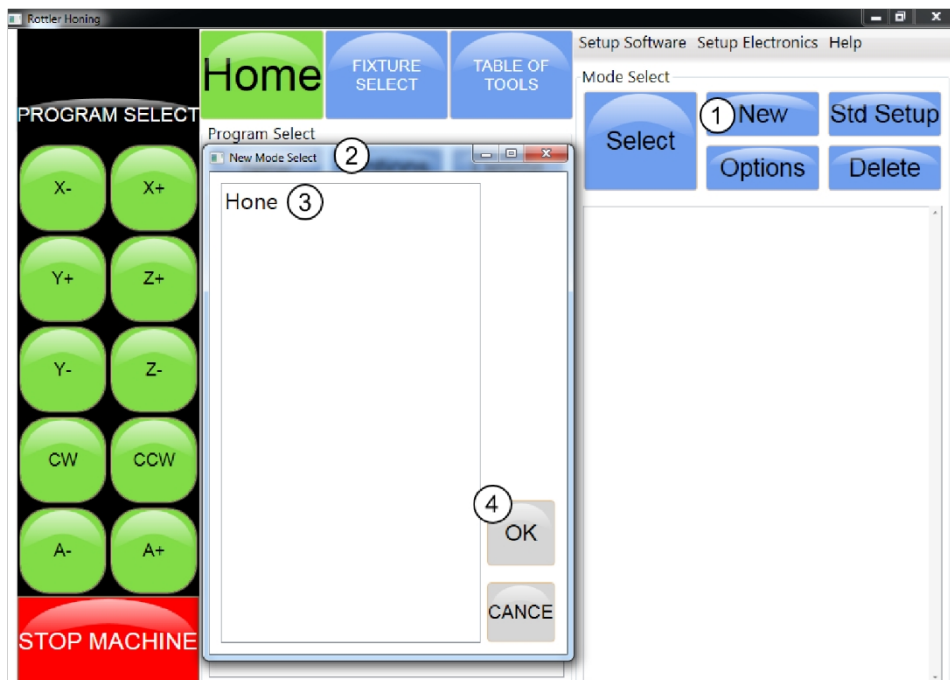 Rottler Honing
Setup Software Setup Electronics Help
Home
FIXTURE
SELECT
TABLE OF
TOOLS
Mode Select
PROGRAM SELECT
Program Select
Select
1 New
Std Setup
Options
Delete
New Mode Select 2
Hone 3
X-
X+
Y+
Z+
Y-
Z-
CW
CCW
A-
A+
4
OK
CANCE
STOP MACHINE